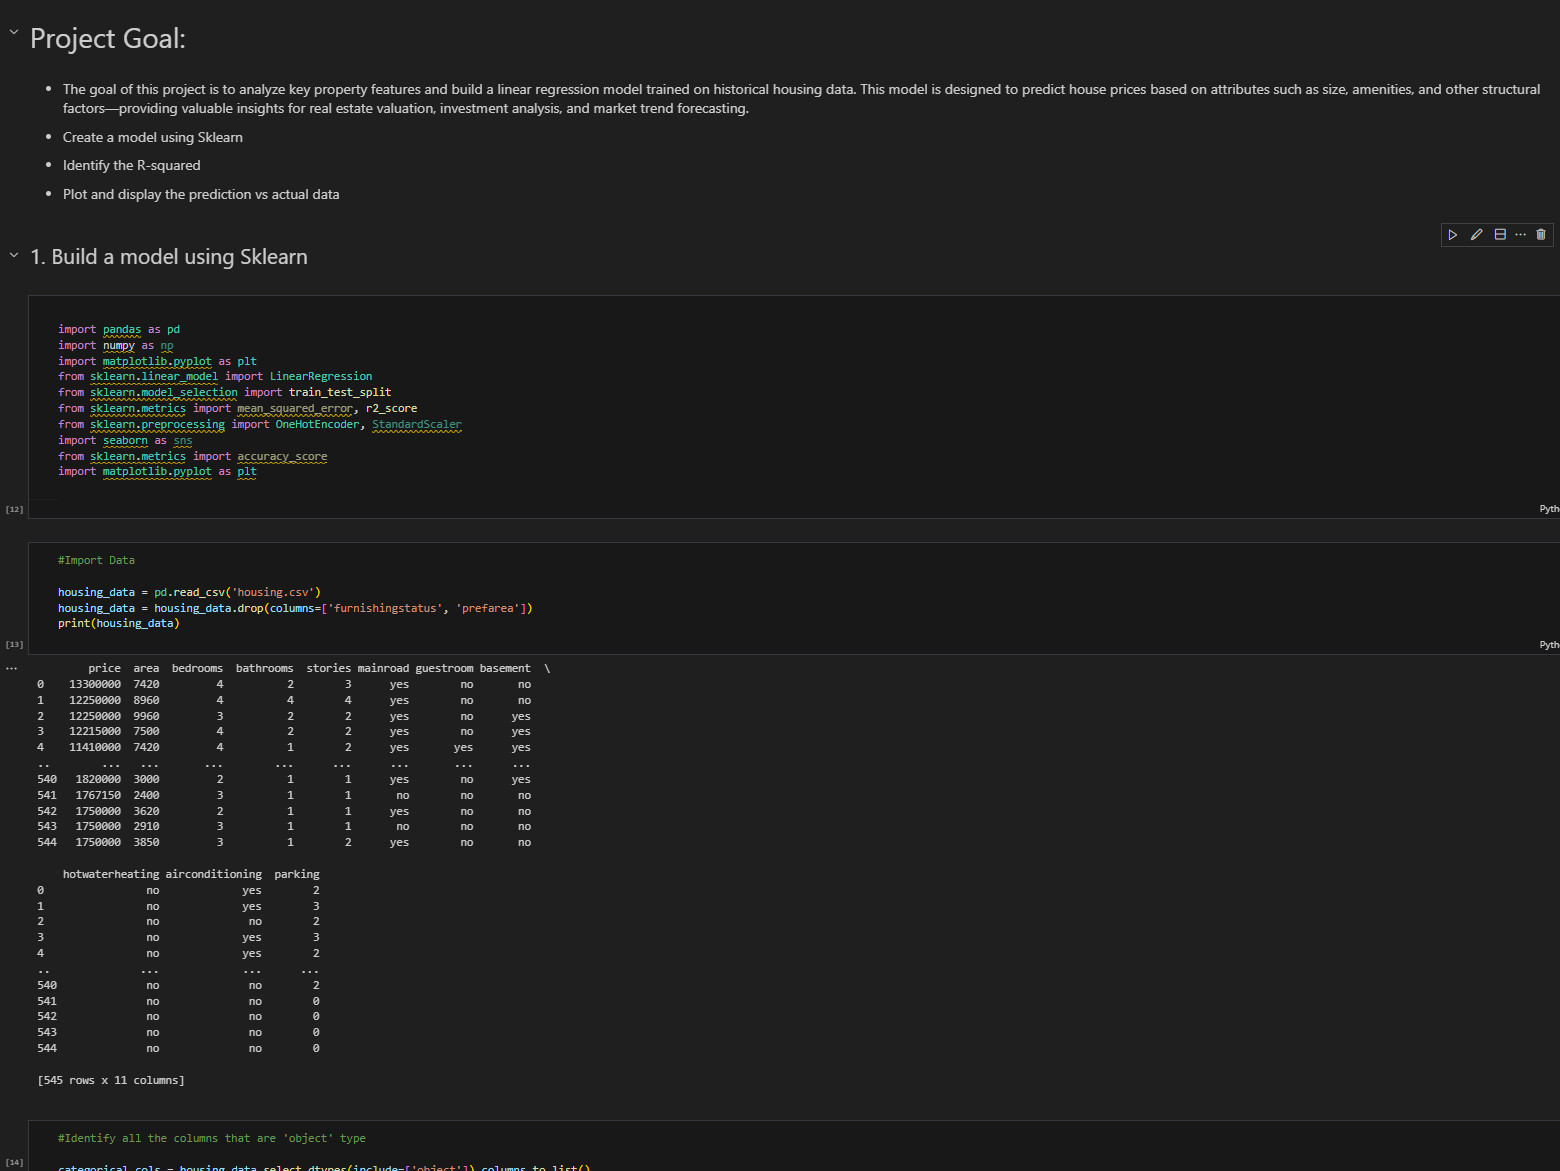 Project Goal:
• The goal of this project is to analyze key property features and build a linear regression model trained on historical housing data. This model is designed to predict house prices based on attributes such as size, amenities, and other structural
factors—providing valuable insights for real estate valuation, investment analysis, and market trend forecasting.
• Create a model using Sklearn
• Identify the R-squared
• Plot and display the prediction vs actual data
1. Build a model using Sklearn
import pandas as pd
import numpy as np
import matplotlib.pyplot as plt
from sklearn.linear_model import LinearRegression
from sklearn.model_selection import train_test_split
from sklearn.metrics import mean_squared_error, r2_score
from sklearn.preprocessing import OneHotEncoder, StandardScaler
import seaborn as sns
from sklearn.metrics import accuracy_score
import matplotlib.pyplot as plt
[12] Pyth
#Import Data
housing_data = pd.read_csv('housing.csv')
housing_data = housing_data.drop(columns=['furnishingstatus', 'prefarea'])
print(housing_data)
[13] Pyth
... price area bedrooms bathrooms stories mainroad guestroom basement \
0 13300000 7420 4 2 3 yes no no
1 12250000 8960 4 4 4 yes no no
2 12250000 9960 3 2 2 yes no yes
3 12215000 7500 4 2 2 yes no yes
4 11410000 7420 4 1 2 yes yes yes
.. ... ... ... ... ... ... ... ...
540 1820000 3000 2 1 1 yes no yes
541 1767150 2400 3 1 1 no no no
542 1750000 3620 2 1 1 yes no no
543 1750000 2910 3 1 1 no no no
544 1750000 3850 3 1 2 yes no no
hotwaterheating airconditioning parking
0 no yes 2
1 no yes 3
2 no no 2
3 no yes 3
4 no yes 2
.. ... ... ...
540 no no 2
541 no no 0
542 no no 0
543 no no 0
544 no no 0
[545 rows x 11 columns]
#Identify all the columns that are 'object' type
[14] categorical_cols = housing_data.select_dtypes(include=['object']).columns.to_list()